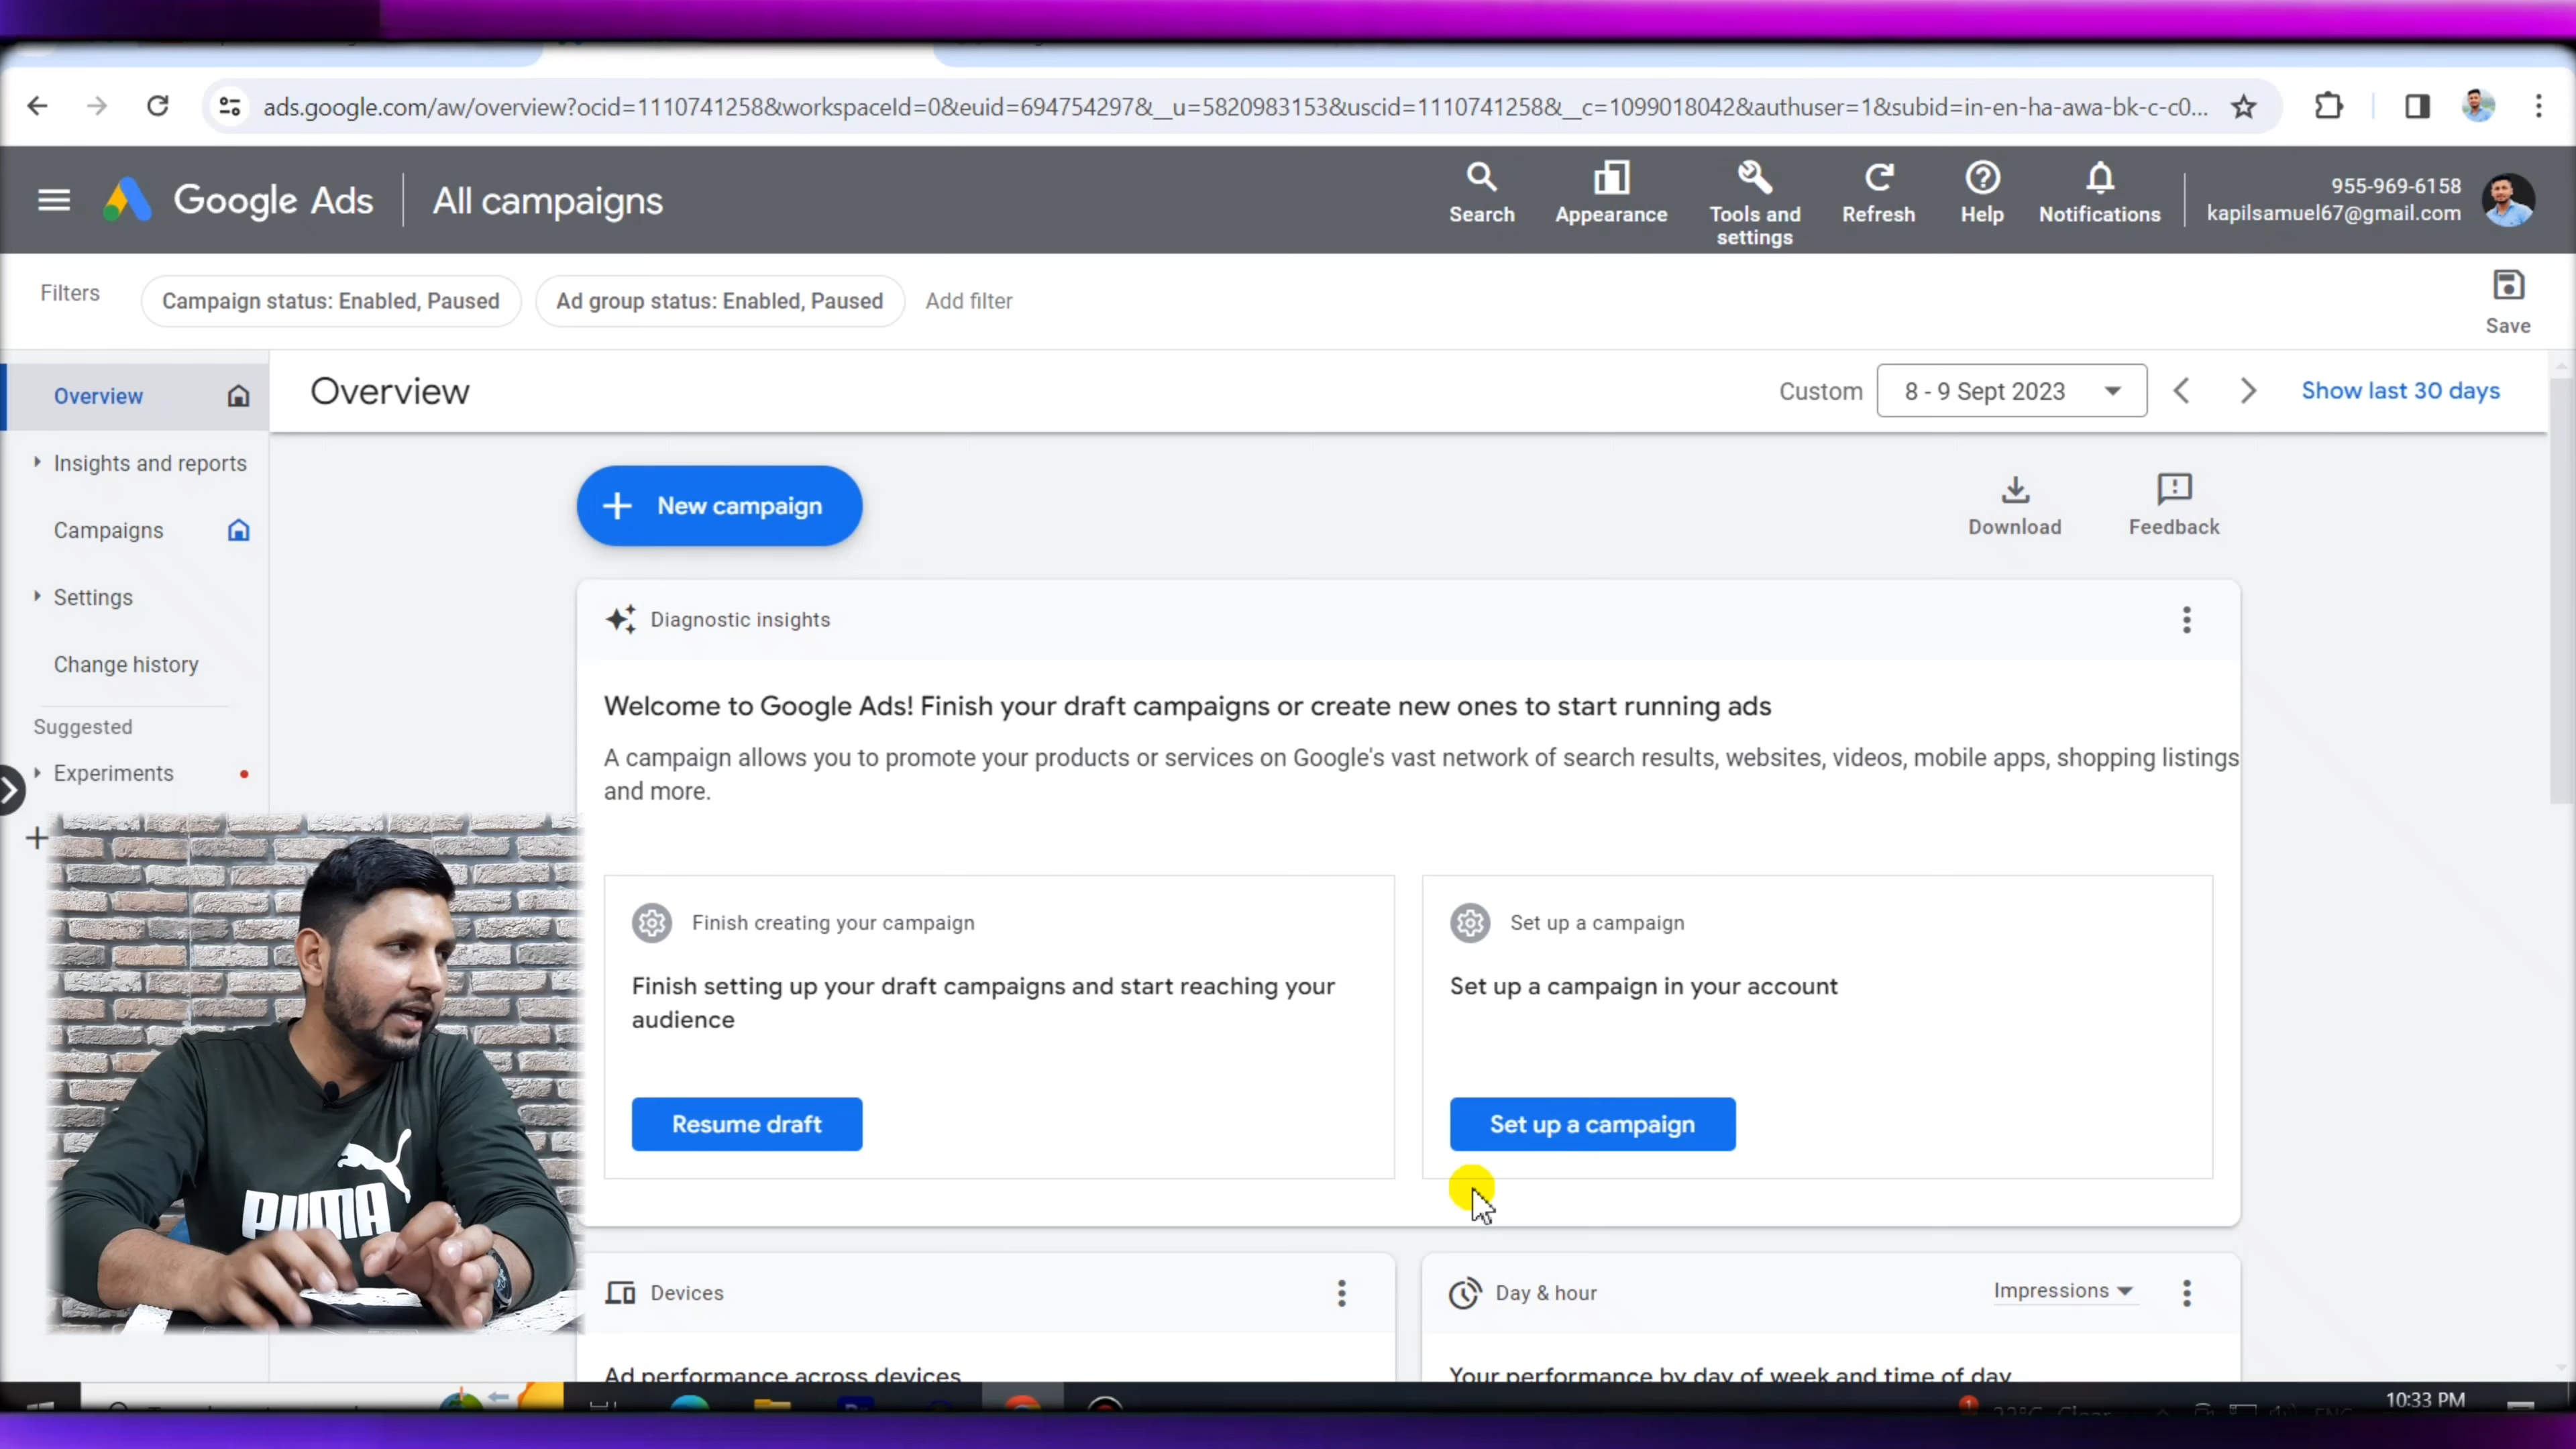 ads.google.com/aw/overview?ocid=1110741258&workspaceId=0&euid=694754297&__u=5820983153&uscid=1110741258&__c=1099018042&authuser=1&subid=in-en-ha-awa-bk-c-c0...
Google Ads
All campaigns
Search
Appearance
Tools and
settings
Refresh
Help
Notifications
955-969-6158
kapilsamuel67@gmail.com
Filters
Campaign status: Enabled, Paused
Ad group status: Enabled, Paused
Add filter
Save
Overview
Insights and reports
Campaigns
Settings
Change history
Suggested
Experiments
Overview
Custom
8 - 9 Sept 2023
Show last 30 days
New campaign
Download
Feedback
Diagnostic insights
Welcome to Google Ads! Finish your draft campaigns or create new ones to start running ads
A campaign allows you to promote your products or services on Google's vast network of search results, websites, videos, mobile apps, shopping listings
and more.
Finish creating your campaign
Finish setting up your draft campaigns and start reaching your
audience
Resume draft
Set up a campaign
Set up a campaign in your account
Set up a campaign
PUMA
Devices
Ad performance across devices
Day & hour
Impressions
Your performance by day of week and time of day
10:33 PM